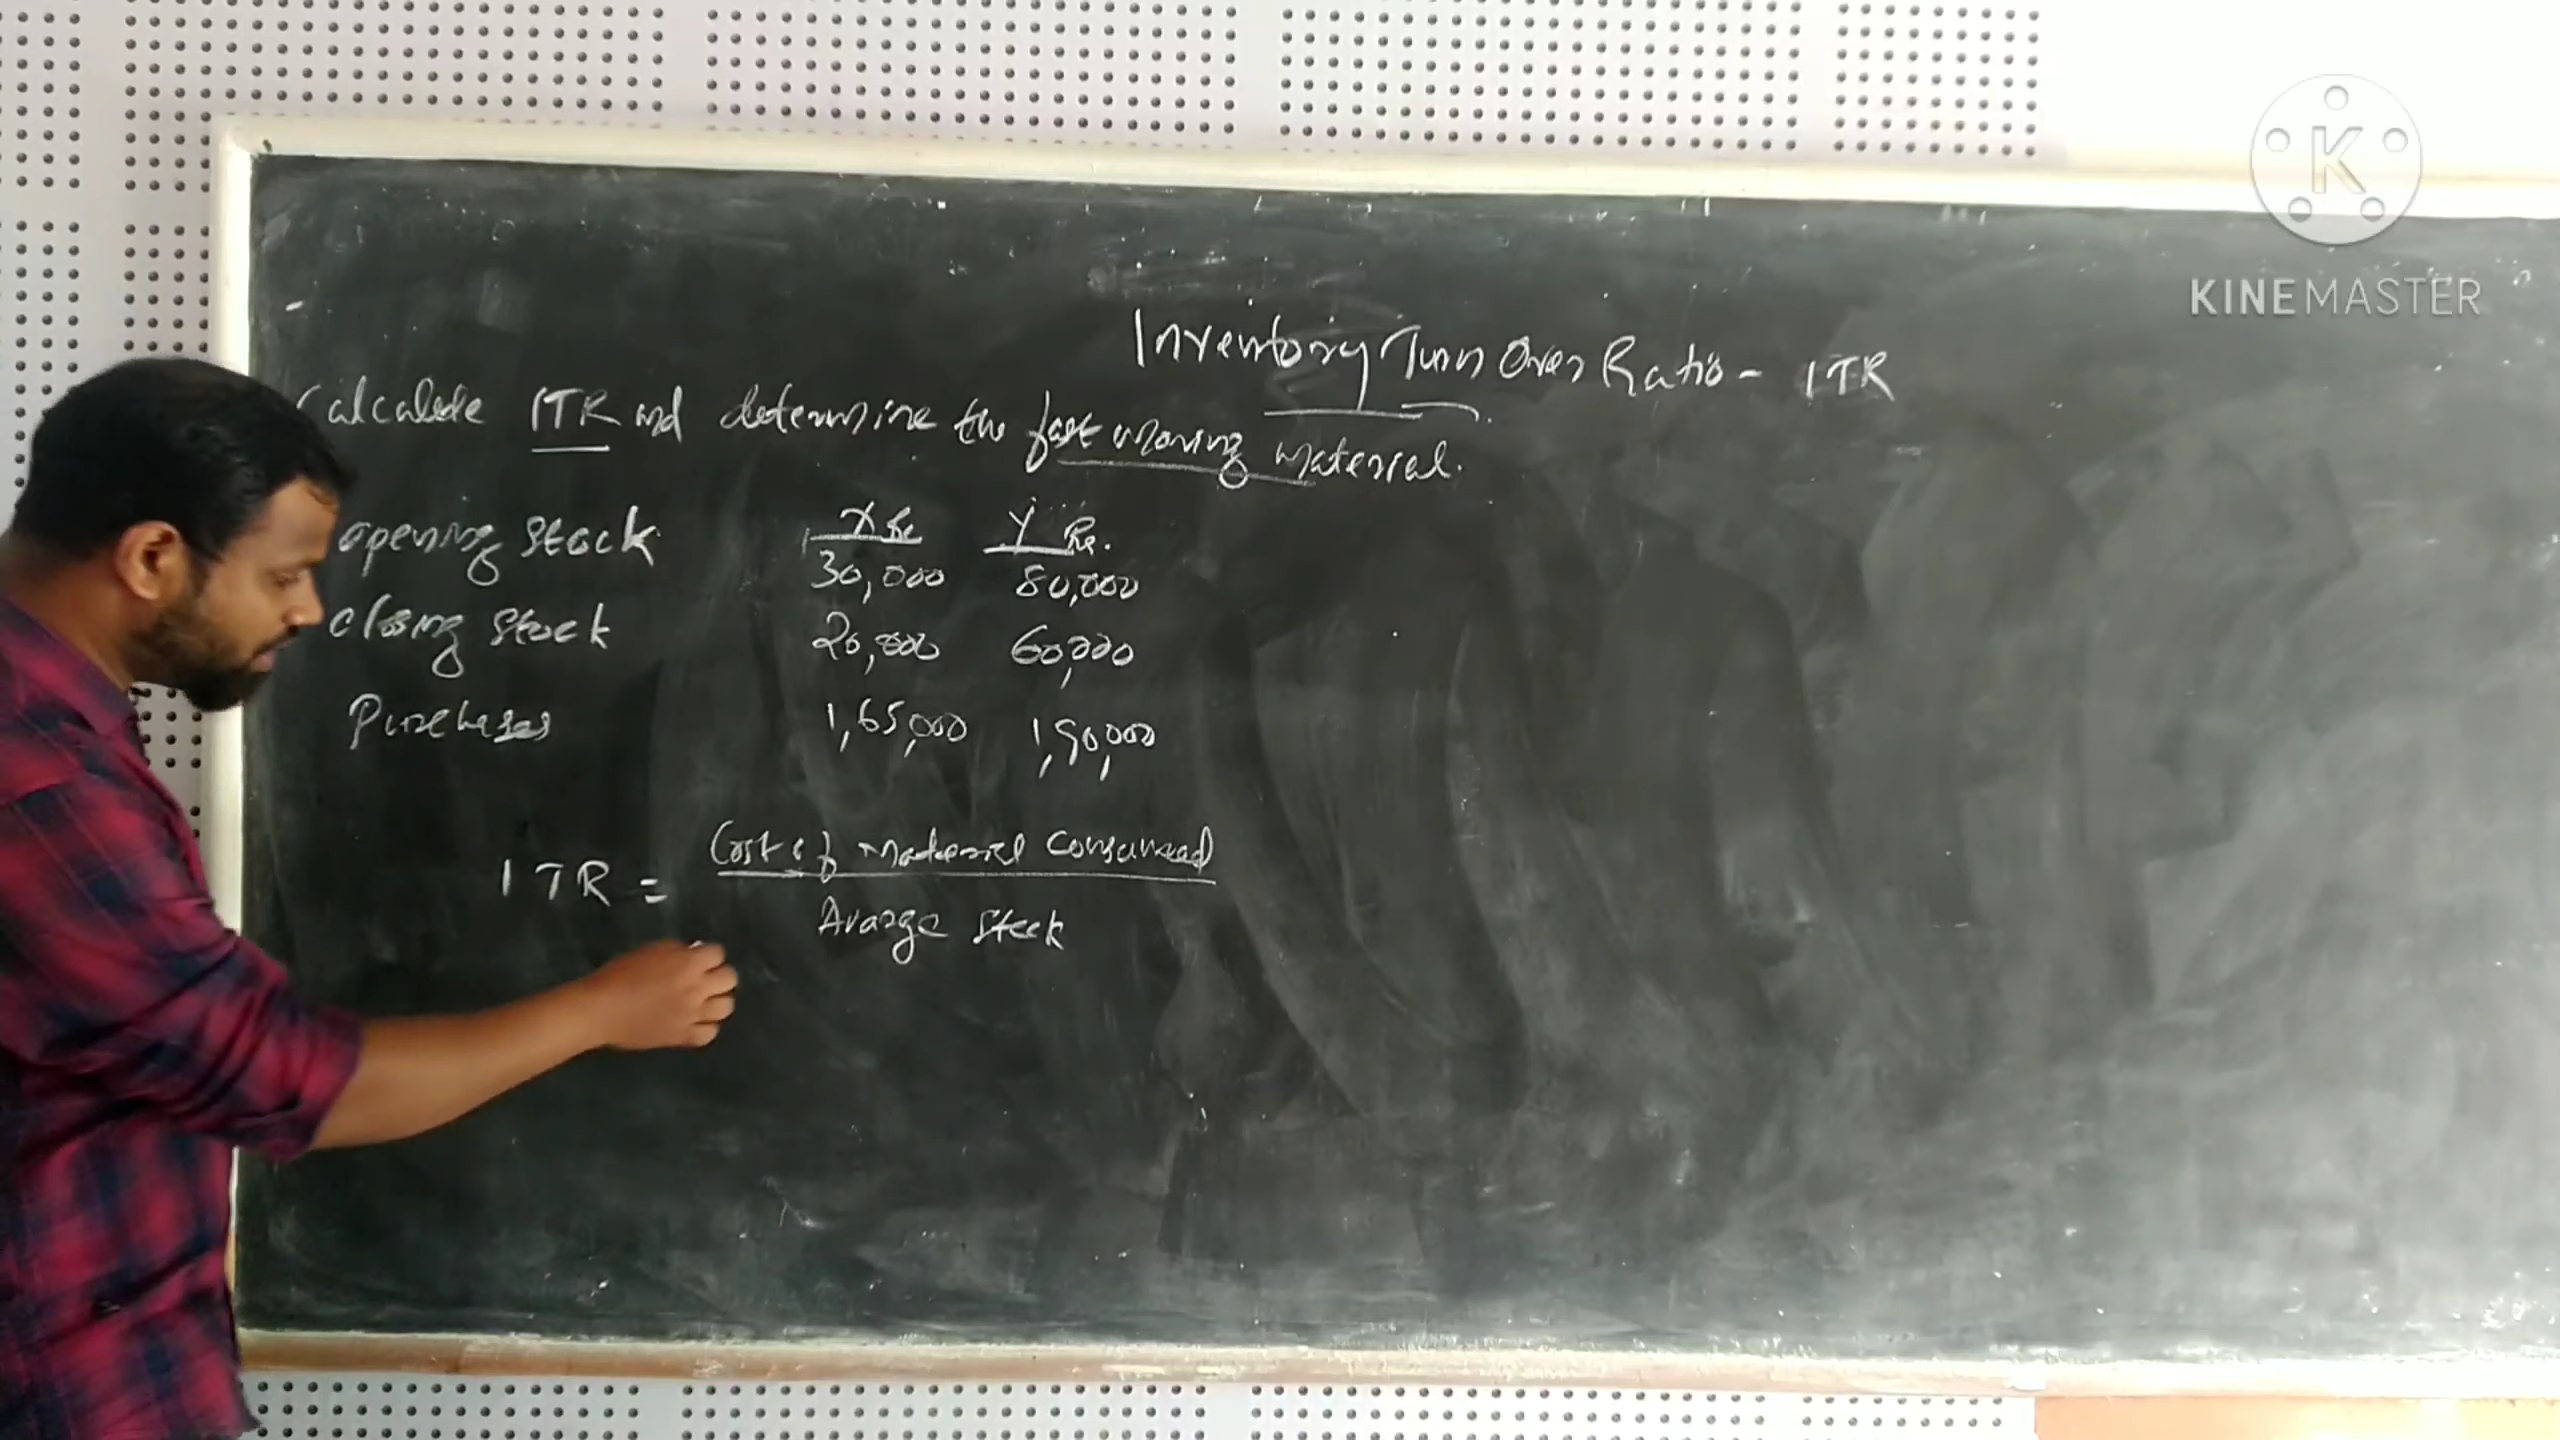 KINEMASTER
Inventory Turn Over Ratio - ITR
Calculate ITR and determine the fast moving material.
X Rs Y Rs.
opening stock 30,000 80,000
closing stock 20,000 60,000
Purchases 1,65,000 1,90,000
ITR = Cost of Material Consumed
Avarge Stock